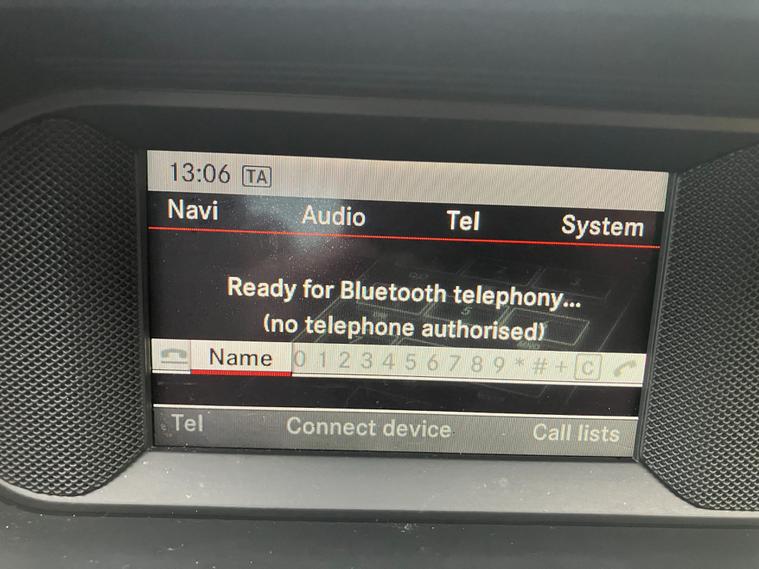 13:06 TA
Navi Audio Tel System
Ready for Bluetooth telephony...
(no telephone authorised)
Name 0 1 2 3 4 5 6 7 8 9 * # + C
Tel Connect device Call lists